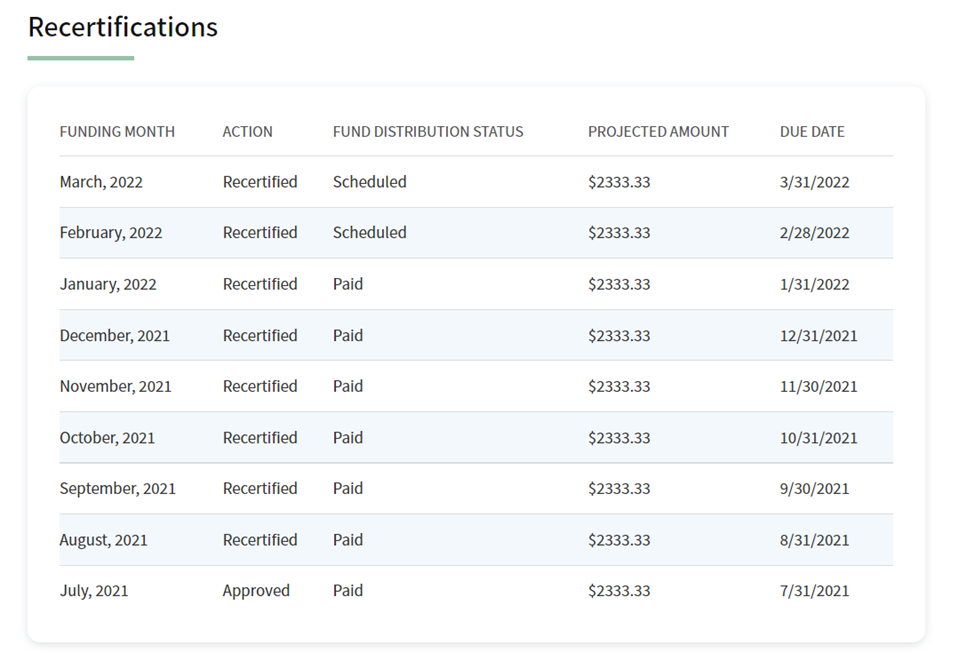 Recertifications
FUNDING MONTH ACTION FUND DISTRIBUTION STATUS PROJECTED AMOUNT DUE DATE
March, 2022 Recertified Scheduled $2333.33 3/31/2022
February, 2022 Recertified Scheduled $2333.33 2/28/2022
January, 2022 Recertified Paid $2333.33 1/31/2022
December, 2021 Recertified Paid $2333.33 12/31/2021
November, 2021 Recertified Paid $2333.33 11/30/2021
October, 2021 Recertified Paid $2333.33 10/31/2021
September, 2021 Recertified Paid $2333.33 9/30/2021
August, 2021 Recertified Paid $2333.33 8/31/2021
July, 2021 Approved Paid $2333.33 7/31/2021